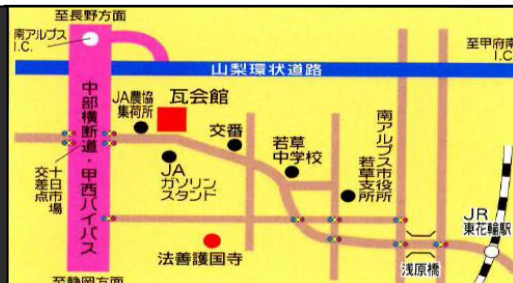 至長野方面
南アルプス
I.C.
至甲府南
I.C.
山梨環状道路
中部横断道・甲西バイパス
JA農協
集荷所
瓦会館
交番
若草
中学校
南アルプス市役所
若草支所
十日市場
交差点
JA
ガソリン
スタンド
JR
東花輪駅
法善護国寺
浅原橋
至静岡方面